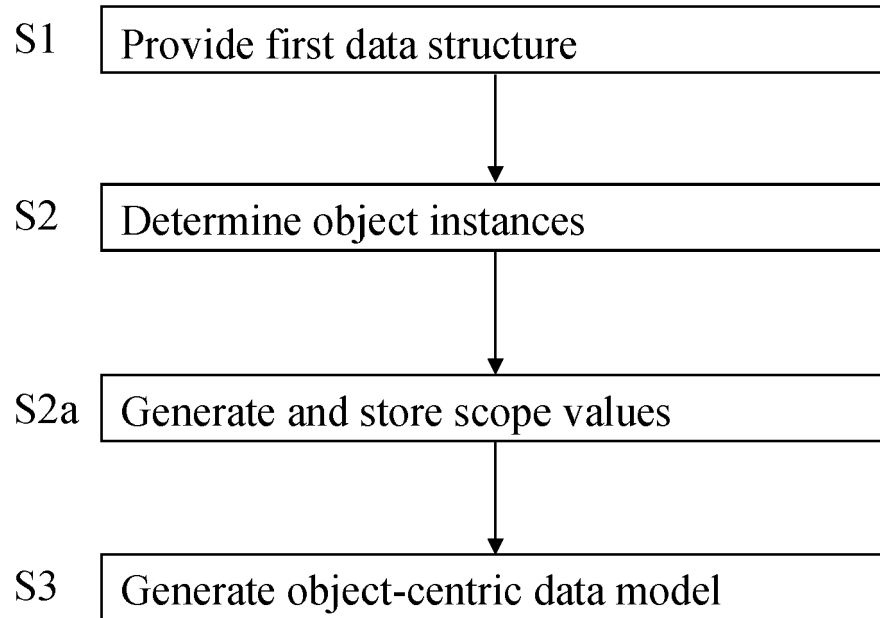 S1 Provide first data structure
S2 Determine object instances
S2a Generate and store scope values
S3 Generate object-centric data model